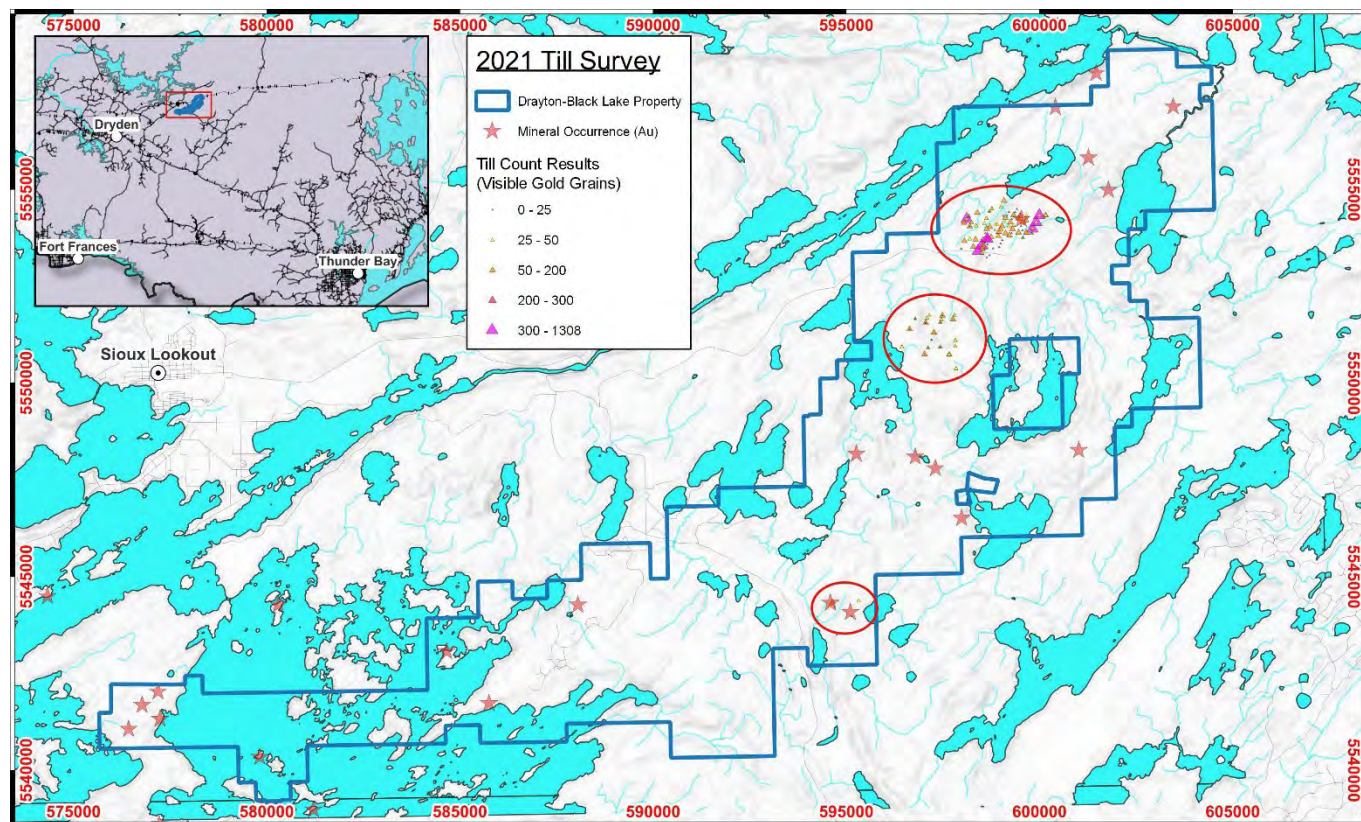 575000 580000 585000 590000 595000 600000 605000
2021 Till Survey
Drayton-Black Lake Property
Mineral Occurrence (Au)
Till Count Results
(Visible Gold Grains)
0 - 25
25 - 50
50 - 200
200 - 300
300 - 1308
Dryden
Fort Frances
Thunder Bay
Sioux Lookout
5555000
5550000
5545000
5540000
5555000
5550000
5545000
5540000
575000 580000 585000 590000 595000 600000 605000